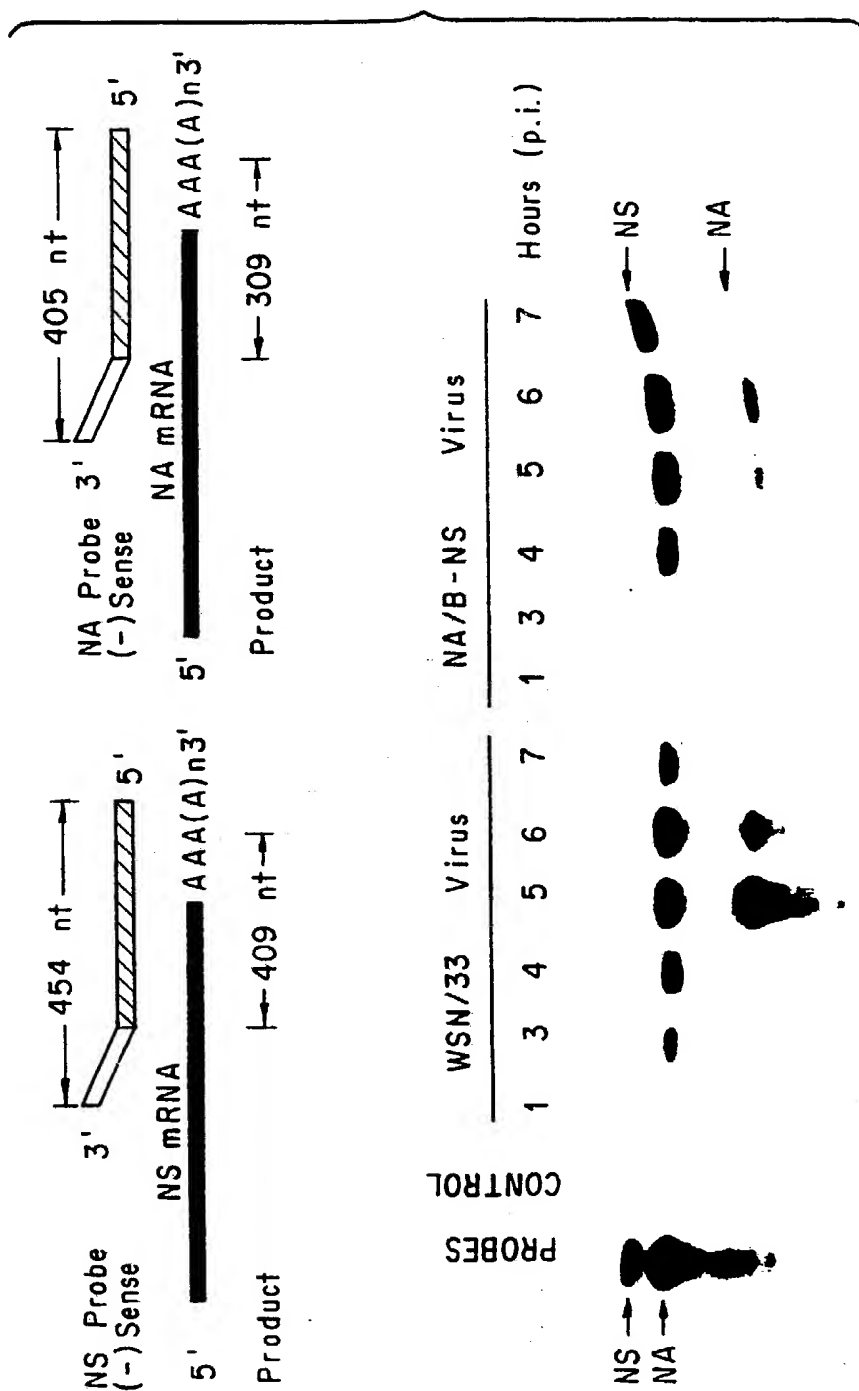 NS Probe
(-)Sense
3'
454 nt
5'
5'
NS mRNA
AAA(A)n3'
Product
409 nt
NA Probe
(-)Sense
3'
405 nt
5'
5'
NA mRNA
AAA(A)n3'
Product
309 nt
PROBES
CONTROL
WSN/33 Virus
NA/B-NS Virus
1 3 4 5 6 7
1 3 4 5 6 7
Hours (p.i.)
NS
NA
NS
NA